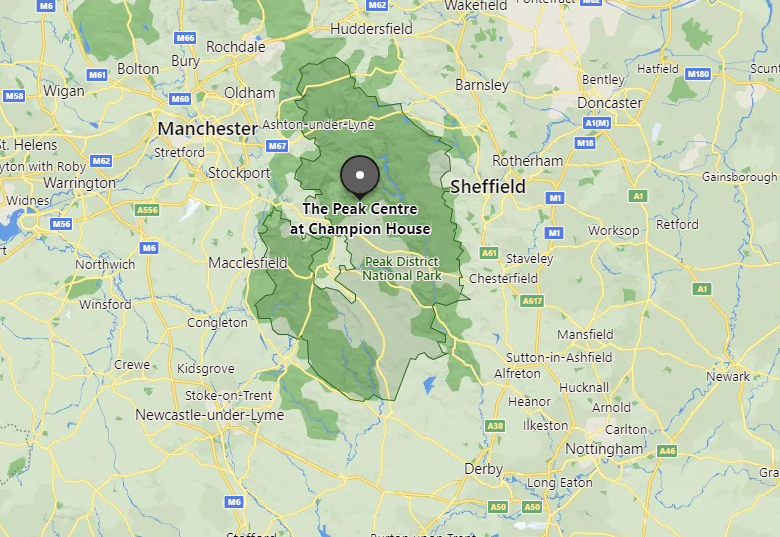 M6
M62
Wakefield
Huddersfield
M66
Rochdale
Bury
Bolton
M61
Hatfield
M180
Barnsley
Bentley
Wigan
M58
Oldham
M60
Doncaster
Manchester
Ashton-under-Lyne
A1(M)
M18
St. Helens
Stretford
M67
M62
Rotherham
yton with Roby
Warrington
Stockport
Sheffield
Gainsborough
Widnes
M1
A1
A556
The Peak Centre
at Champion House
M56
M6
M1
Worksop
Retford
A61
Staveley
Northwich
Macclesfield
Peak District
National Park
Chesterfield
A617
A1
Winsford
Congleton
Mansfield
Crewe
Kidsgrove
Sutton-in-Ashfield
Alfreton
Newark
Stoke-on-Trent
Hucknall
Heanor
Arnold
Newcastle-under-Lyme
A38
Ilkeston
Carlton
Nottingham
A46
Derby
Long Eaton
M6
A50
A50